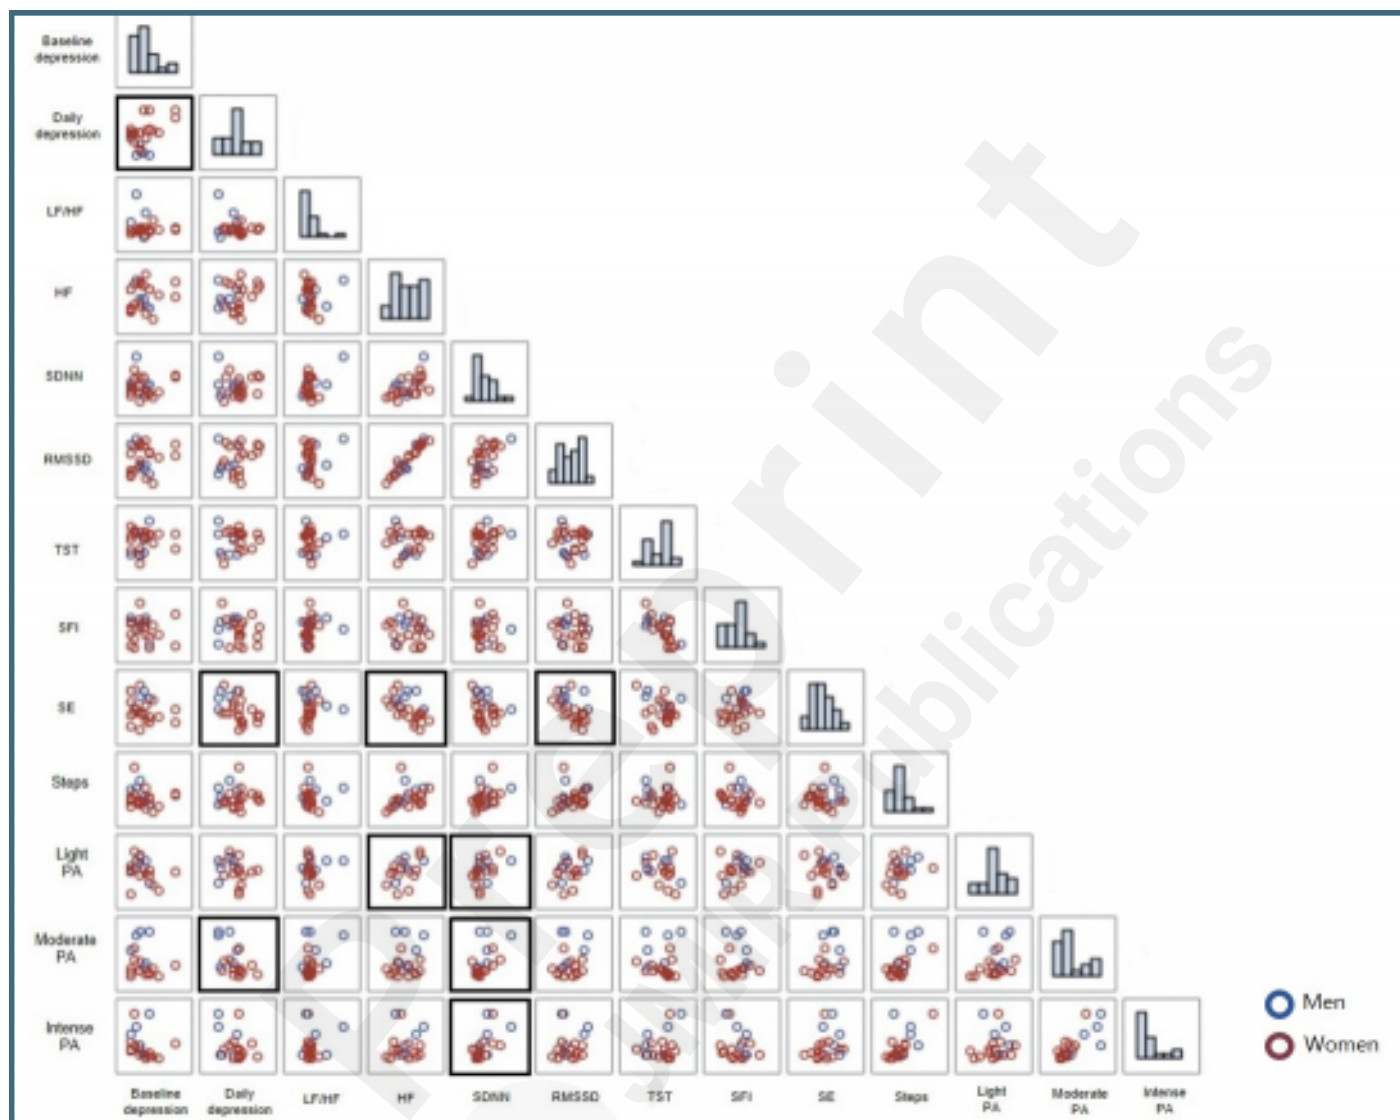 Baseline
depression
Daily
depression
LF/HF
HF
SDNN
RMSSD
TST
SFI
SE
Steps
Light
PA
Moderate
PA
Intense
PA
Men
Women
Baseline
depression
Daily
depression
LF/HF
HF
SDNN
RMSSD
TST
SFI
SE
Steps
Light
PA
Moderate
PA
Intense
PA
Preprint
JMIR Publications